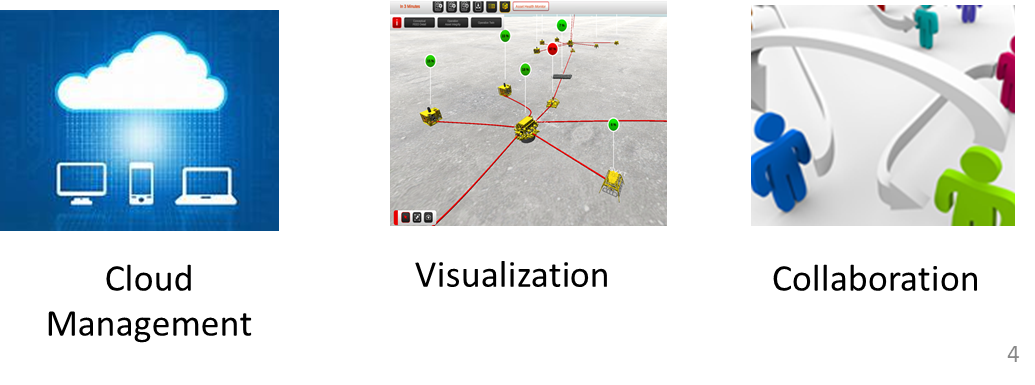 Cloud
Management
Visualization
Collaboration
4